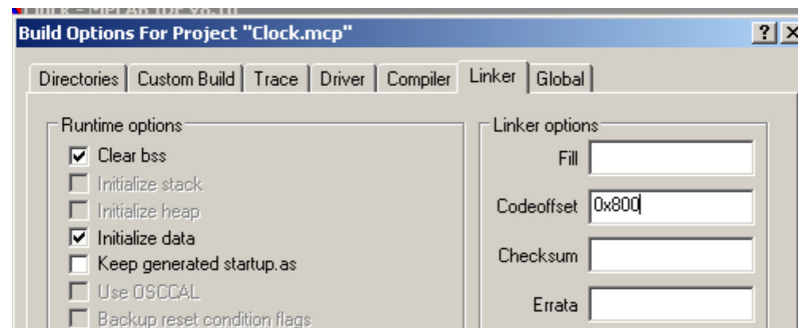 Build Options For Project "Clock.mcp"
Directories Custom Build Trace Driver Compiler Linker Global
Runtime options
Clear bss
Initialize stack
Initialize heap
Initialize data
Keep generated startup.as
Use OSCCAL
Backup reset condition flags
Linker options
Fill
Codeoffset 0x800
Checksum
Errata